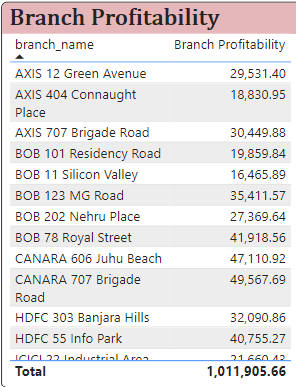 Branch Profitability
branch_name Branch Profitability
AXIS 12 Green Avenue 29,531.40
AXIS 404 Connaught 18,830.95
Place
AXIS 707 Brigade Road 30,449.88
BOB 101 Residency Road 19,859.84
BOB 11 Silicon Valley 16,465.89
BOB 123 MG Road 35,411.57
BOB 202 Nehru Place 27,369.64
BOB 78 Royal Street 41,918.56
CANARA 606 Juhu Beach 47,110.92
CANARA 707 Brigade 49,567.69
Road
HDFC 303 Banjara Hills 32,090.86
HDFC 55 Info Park 40,755.27
ICICI 22 Industrial Area
Total 1,011,905.66